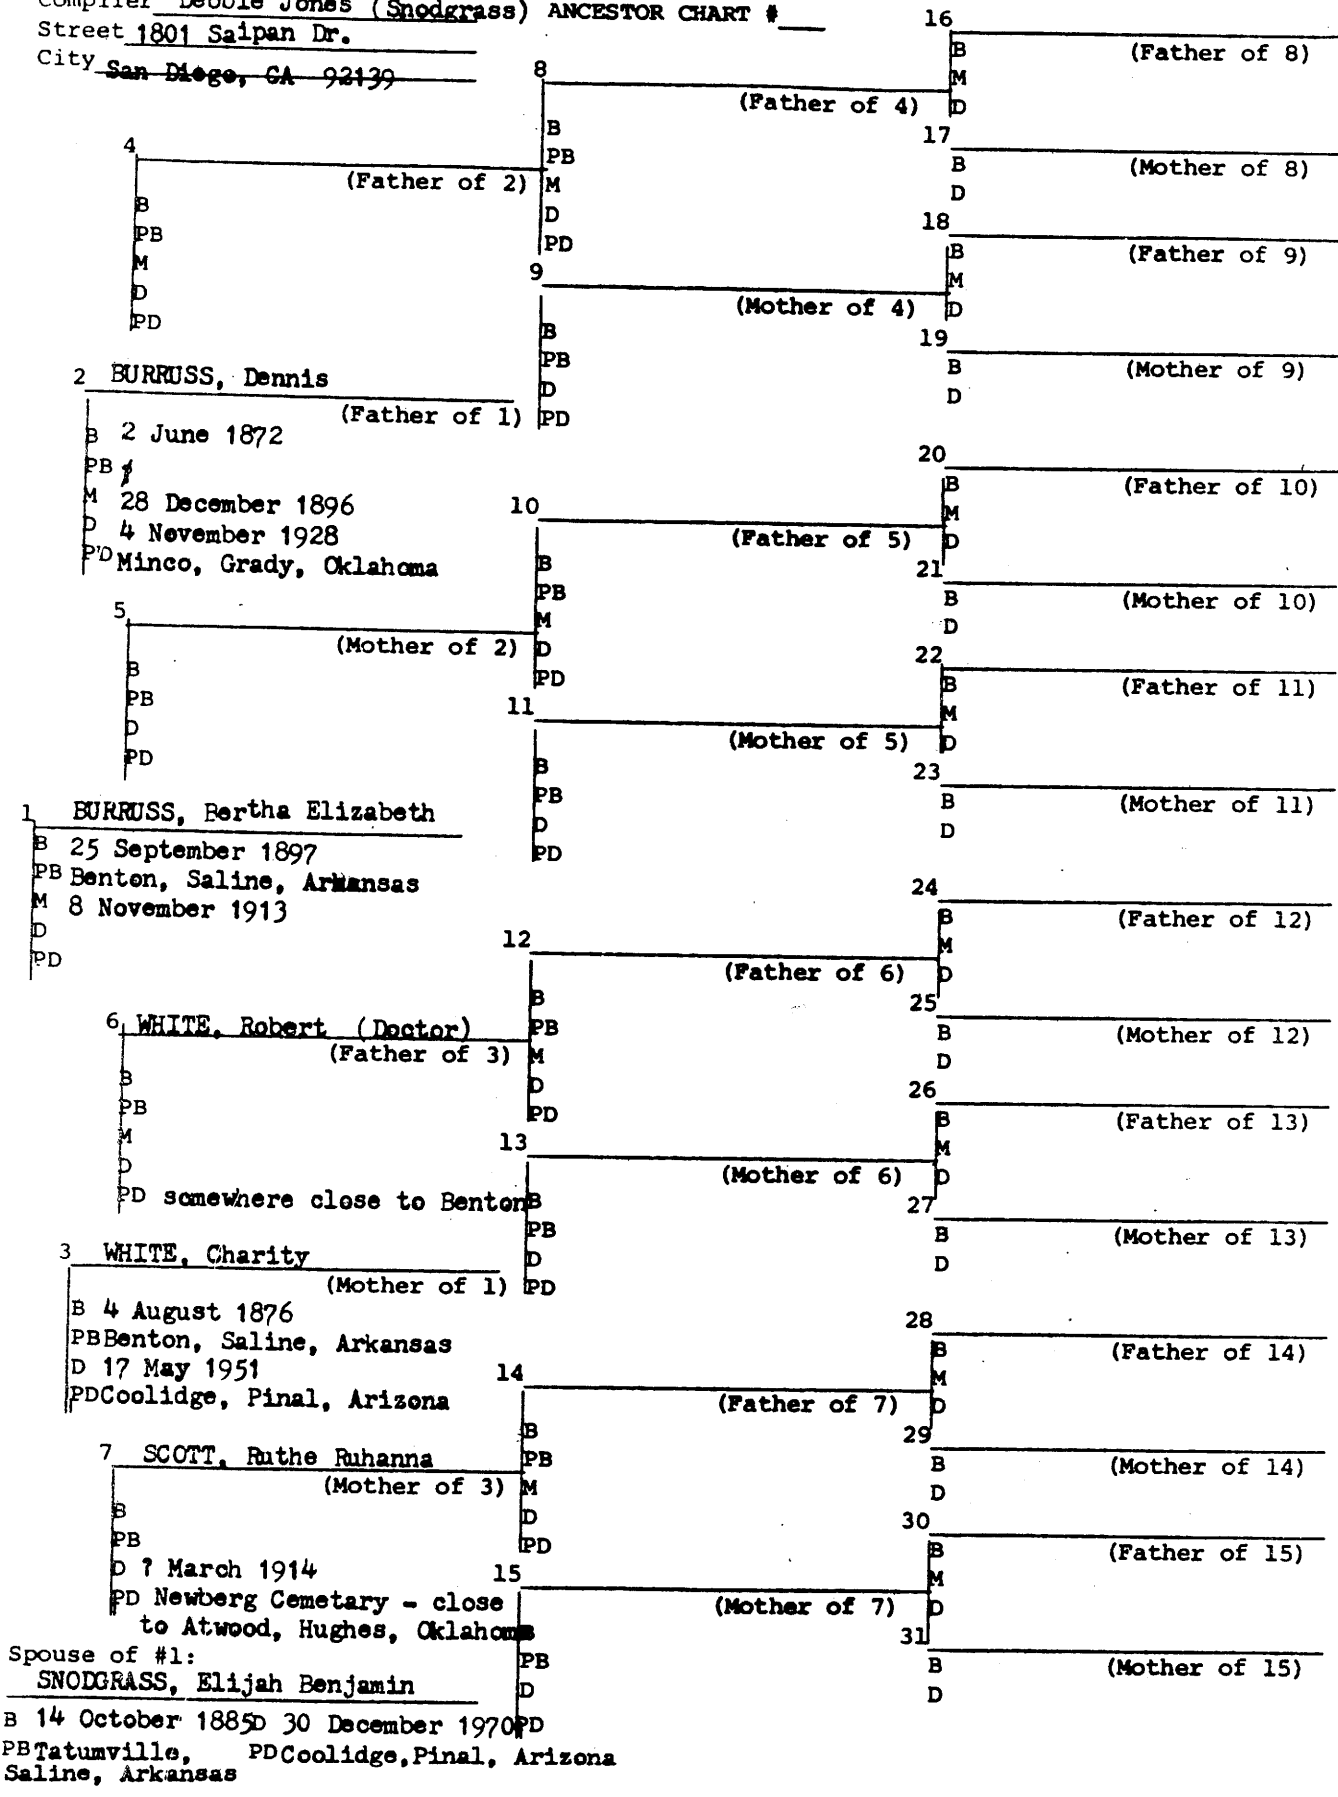 Compiler Debbie Jones (Snodgrass) ANCESTOR CHART #
Street 1801 Saipan Dr.
City San Diego, CA 92139
16
(Father of 8)
B
M
D
8
(Father of 4)
B
PB
M
D
PD
17
(Mother of 8)
B
D
4
(Father of 2)
B
PB
M
D
PD
18
(Father of 9)
B
M
D
9
(Mother of 4)
B
PB
D
PD
19
(Mother of 9)
B
D
2 BURRUSS, Dennis
(Father of 1)
B 2 June 1872
PB
M 28 December 1896
D 4 November 1928
PD Minco, Grady, Oklahoma
20
(Father of 10)
B
M
D
10
(Father of 5)
B
PB
M
D
PD
21
(Mother of 10)
B
D
5
(Mother of 2)
B
PB
D
PD
22
(Father of 11)
B
M
D
11
(Mother of 5)
B
PB
D
PD
23
(Mother of 11)
B
D
1 BURRUSS, Bertha Elizabeth
B 25 September 1897
PB Benton, Saline, Arkansas
M 8 November 1913
D
PD
24
(Father of 12)
B
M
D
12
(Father of 6)
B
PB
M
D
PD
25
(Mother of 12)
B
D
6 WHITE, Robert (Doctor)
(Father of 3)
B
PB
M
D
PD somewhere close to Benton
26
(Father of 13)
B
M
D
13
(Mother of 6)
B
PB
D
PD
27
(Mother of 13)
B
D
3 WHITE, Charity
(Mother of 1)
B 4 August 1876
PB Benton, Saline, Arkansas
D 17 May 1951
PD Coolidge, Pinal, Arizona
28
(Father of 14)
B
M
D
14
(Father of 7)
B
PB
M
D
PD
29
(Mother of 14)
B
D
7 SCOTT, Ruthe Ruhanna
(Mother of 3)
B
PB
D ? March 1914
PD Newberg Cemetary - close
to Atwood, Hughes, Oklahoma
30
(Father of 15)
B
M
D
15
(Mother of 7)
PB
D
PD
31
(Mother of 15)
B
D
Spouse of #1:
SNODGRASS, Elijah Benjamin
B 14 October 1885 D 30 December 1970
PB Tatumville, PD Coolidge, Pinal, Arizona
Saline, Arkansas